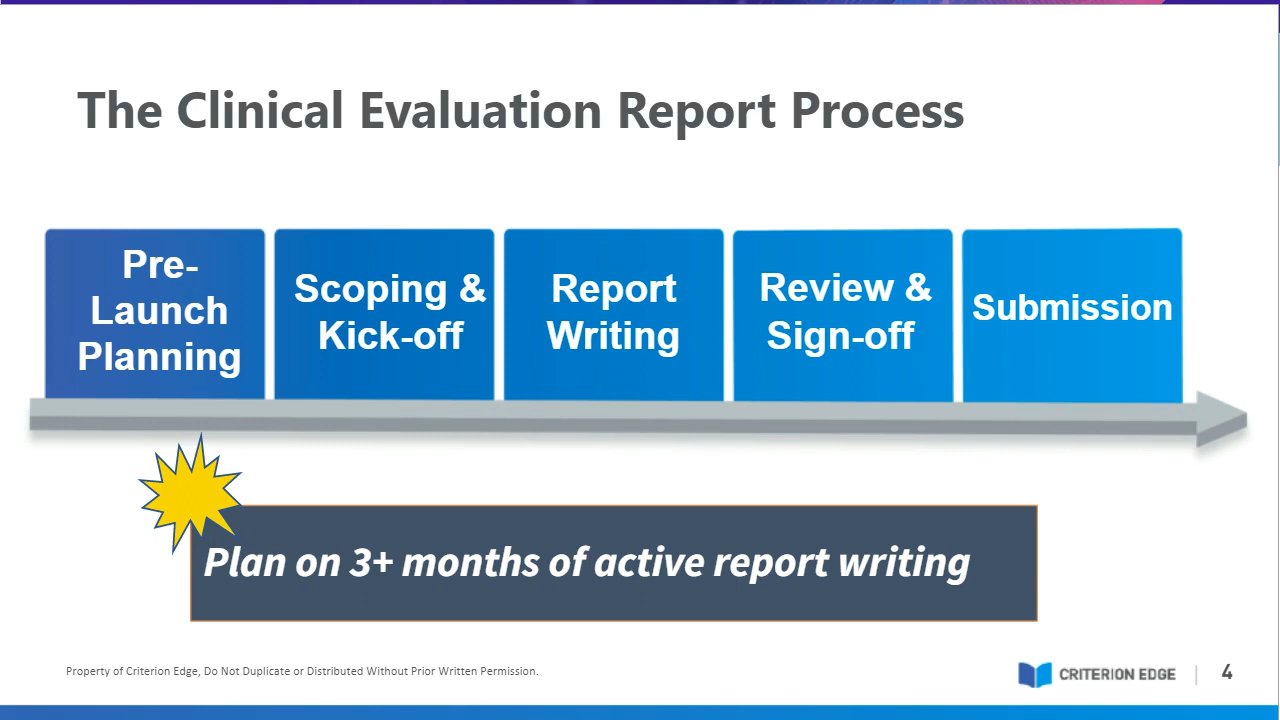 The Clinical Evaluation Report Process
Pre-
Launch
Planning
Scoping &
Kick-off
Report
Writing
Review &
Sign-off
Submission
Plan on 3+ months of active report writing
Property of Criterion Edge, Do Not Duplicate or Distributed Without Prior Written Permission.
CRITERION EDGE
4